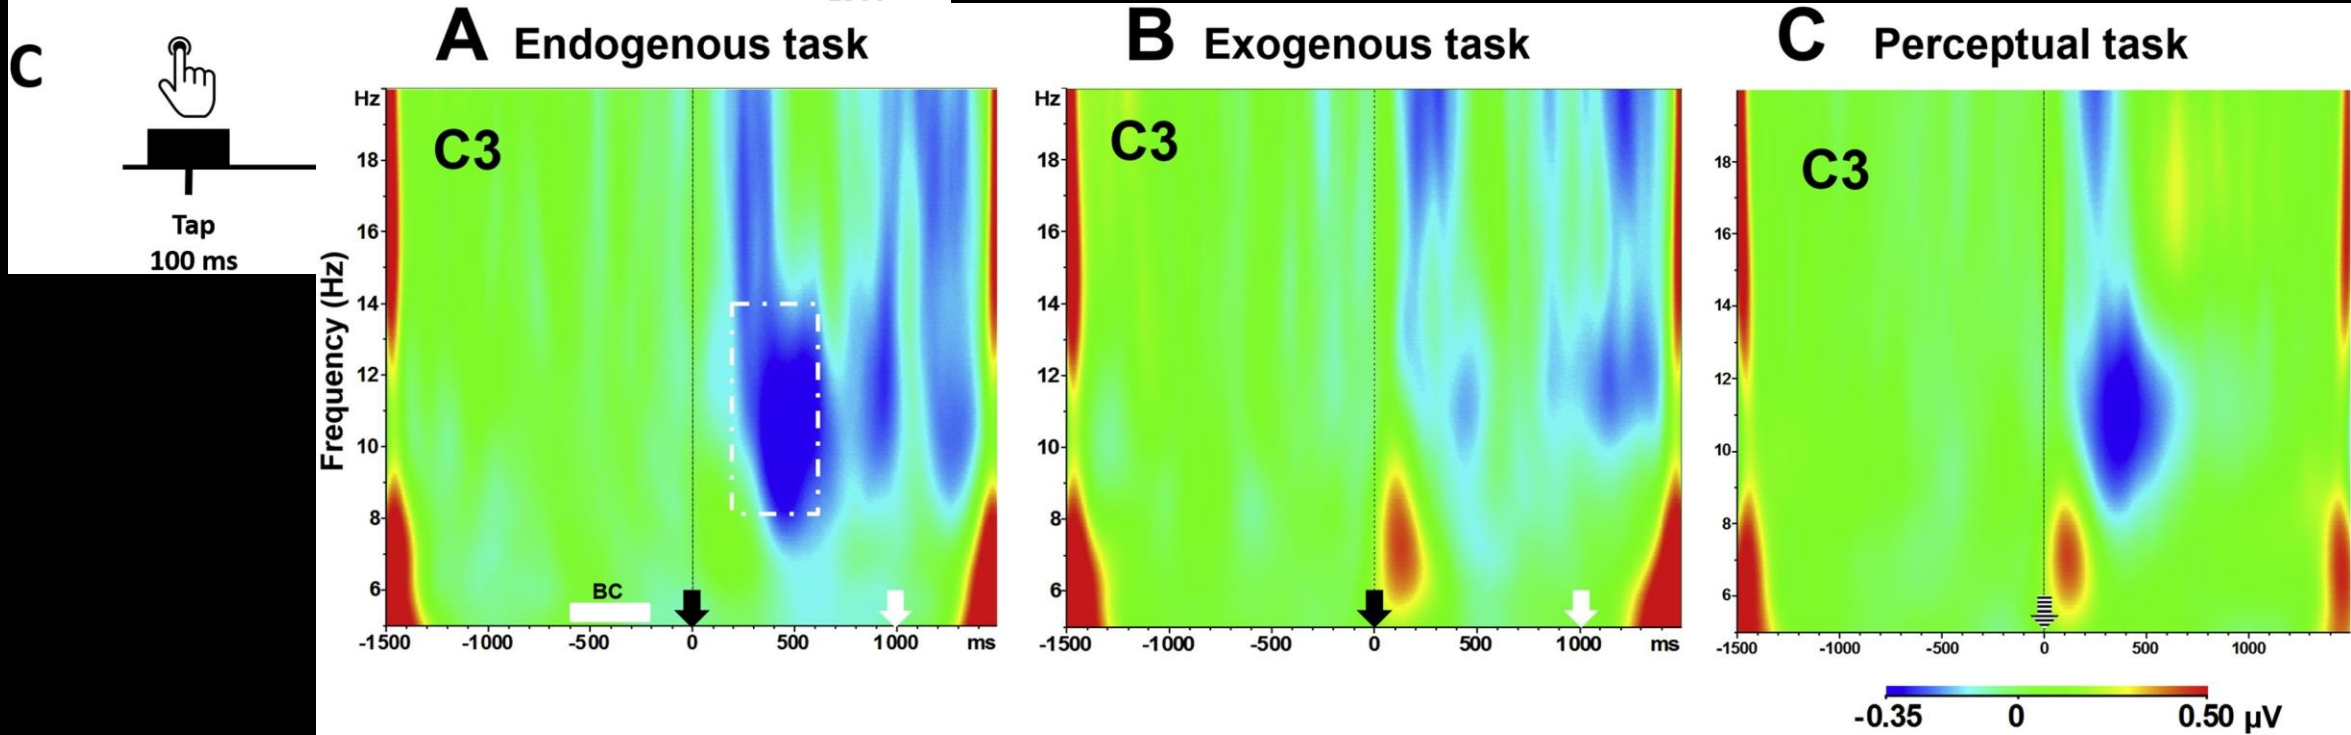 C
Tap
100 ms
A Endogenous task
Hz
C3
18
16
14
12
10
8
6
Frequency (Hz)
BC
-1500 -1000 -500 0 500 1000 ms
B Exogenous task
Hz
C3
18
16
14
12
10
8
6
-1500 -1000 -500 0 500 1000 ms
C Perceptual task
C3
18
16
14
12
10
8
6
-1500 -1000 -500 0 500 1000
-0.35 0 0.50 µV